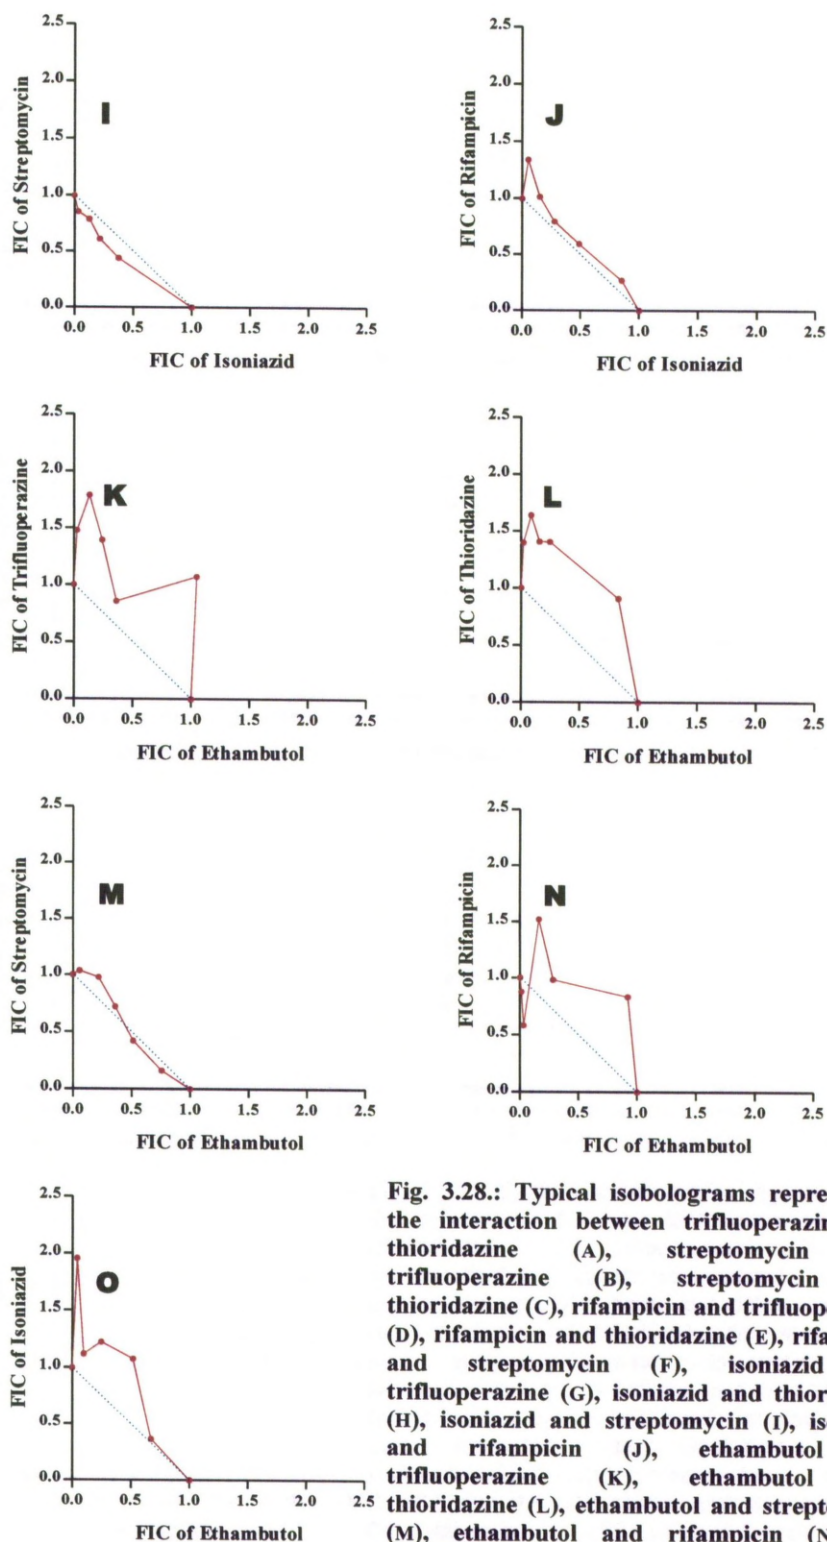 2.5
2.0
1.5
1.0
0.5
0.0
FIC of Streptomycin
I
0.0 0.5 1.0 1.5 2.0 2.5
FIC of Isoniazid
2.5
2.0
1.5
1.0
0.5
0.0
FIC of Rifampicin
J
0.0 0.5 1.0 1.5 2.0 2.5
FIC of Isoniazid
2.5
2.0
1.5
1.0
0.5
0.0
FIC of Trifluoperazine
K
0.0 0.5 1.0 1.5 2.0 2.5
FIC of Ethambutol
2.5
2.0
1.5
1.0
0.5
0.0
FIC of Thioridazine
L
0.0 0.5 1.0 1.5 2.0 2.5
FIC of Ethambutol
2.5
2.0
1.5
1.0
0.5
0.0
FIC of Streptomycin
M
0.0 0.5 1.0 1.5 2.0 2.5
FIC of Ethambutol
2.5
2.0
1.5
1.0
0.5
0.0
FIC of Rifampicin
N
0.0 0.5 1.0 1.5 2.0 2.5
FIC of Ethambutol
2.5
2.0
1.5
1.0
0.5
0.0
FIC of Isoniazid
O
0.0 0.5 1.0 1.5 2.0 2.5
FIC of Ethambutol
Fig. 3.28.: Typical isobolograms repre
the interaction between trifluoperazin
thioridazine (A), streptomycin
trifluoperazine (B), streptomycin
thioridazine (C), rifampicin and trifluop
(D), rifampicin and thioridazine (E), rifa
and streptomycin (F), isoniazid
trifluoperazine (G), isoniazid and thior
(H), isoniazid and streptomycin (I), is
and rifampicin (J), ethambutol
trifluoperazine (K), ethambutol
thioridazine (L), ethambutol and strept
(M), ethambutol and rifampicin (N)